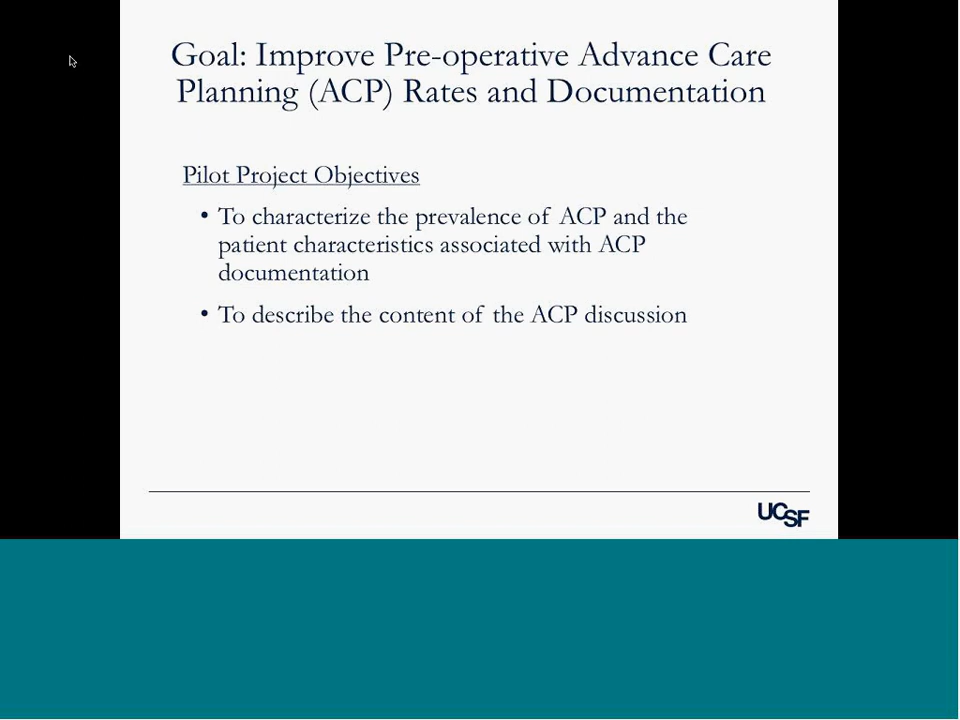 Goal: Improve Pre-operative Advance Care
Planning (ACP) Rates and Documentation
Pilot Project Objectives
• To characterize the prevalence of ACP and the
patient characteristics associated with ACP
documentation
• To describe the content of the ACP discussion
UCSF